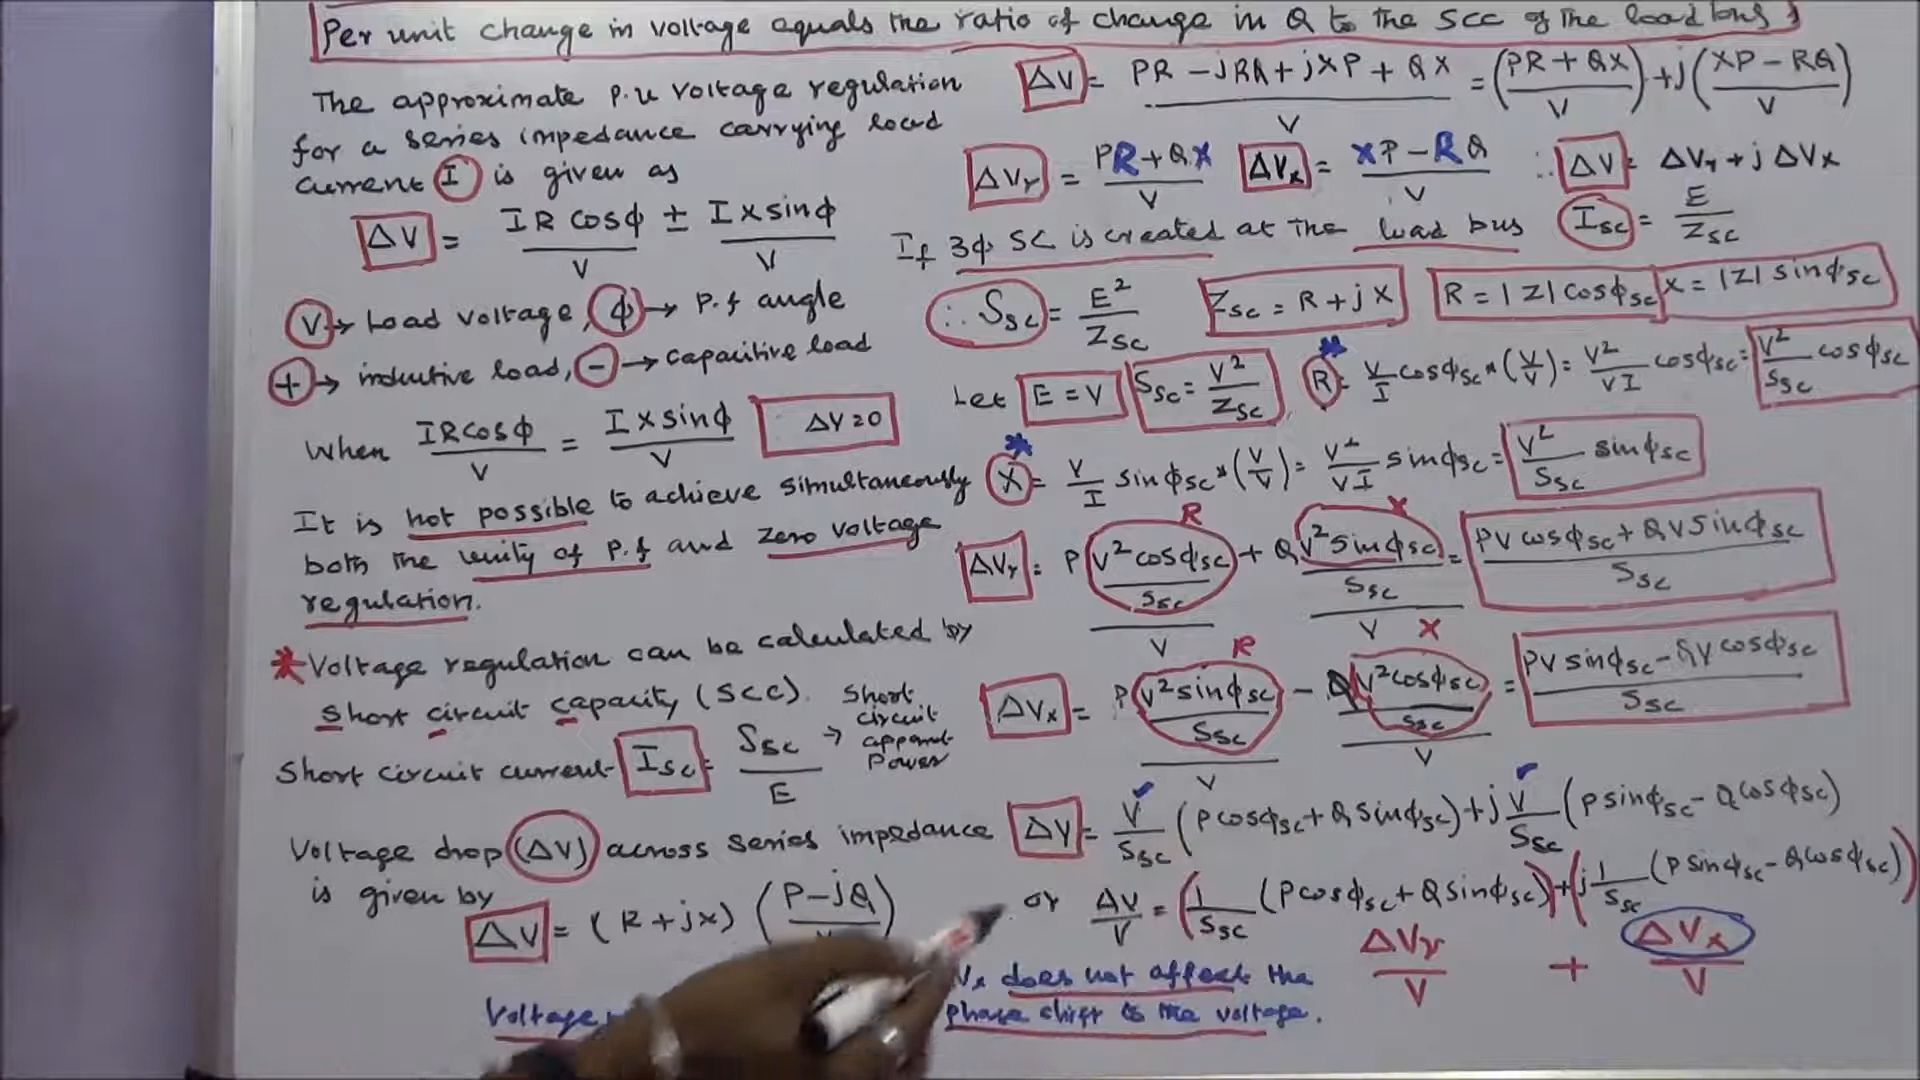 Per unit change in voltage equals the ratio of change in Q to the SCC of the load bus
The approximate p.u voltage regulation
for a series impedance carrying load
current I is given as
ΔV = IR cosϕ / V ± IX sinϕ / V
V → Load voltage, ϕ → P.f angle
+ → inductive load, - → capacitive load
When IR cosϕ / V = IX sinϕ / V ΔV = 0
It is not possible to achieve simultaneously
both the unity of P.f and zero voltage
regulation.
* Voltage regulation can be calculated by
short circuit capacity (SCC).
Short circuit current Isc = Ssc / E → Short circuit apparent Power
Voltage drop (ΔV) across series impedance
is given by
ΔV = (R + jx) (P - jQ /
Voltage
ΔV = PR - jRQ + jXP + QX / V = (PR + QX / V) + j (XP - RQ / V)
ΔVr = PR + QX / V ΔVx = XP - RQ / V ∴ ΔV = ΔVr + j ΔVx
If 3ϕ SC is created at the load bus Isc = E / Zsc
∴ Ssc = E² / Zsc Zsc = R + jX R = |Z| cosϕsc X = |Z| sinϕsc
Let E = V Ssc = V² / Zsc, * R = V/I cosϕsc * (V/V) = V² / VI cosϕsc = V² / Ssc cosϕsc
* X = V/I sinϕsc * (V/V) = V² / VI sinϕsc = V² / Ssc sinϕsc
R X
ΔVr = P V² cosϕsc / Ssc / V + Q V² sinϕsc / Ssc / V = PV cosϕsc + QV sinϕsc / Ssc
R X
ΔVx = P V² sinϕsc / Ssc / V - Q V² cosϕsc / Ssc / V = PV sinϕsc - QV cosϕsc / Ssc
ΔV = V / Ssc (P cosϕsc + Q sinϕsc) + j V / Ssc (P sinϕsc - Q cosϕsc)
or ΔV / V = (1 / Ssc (P cosϕsc + Q sinϕsc)) + (j 1 / Ssc (P sinϕsc - Q cosϕsc))
ΔVr / V + ΔVx / V
does not affect the
phase shift to the voltage.